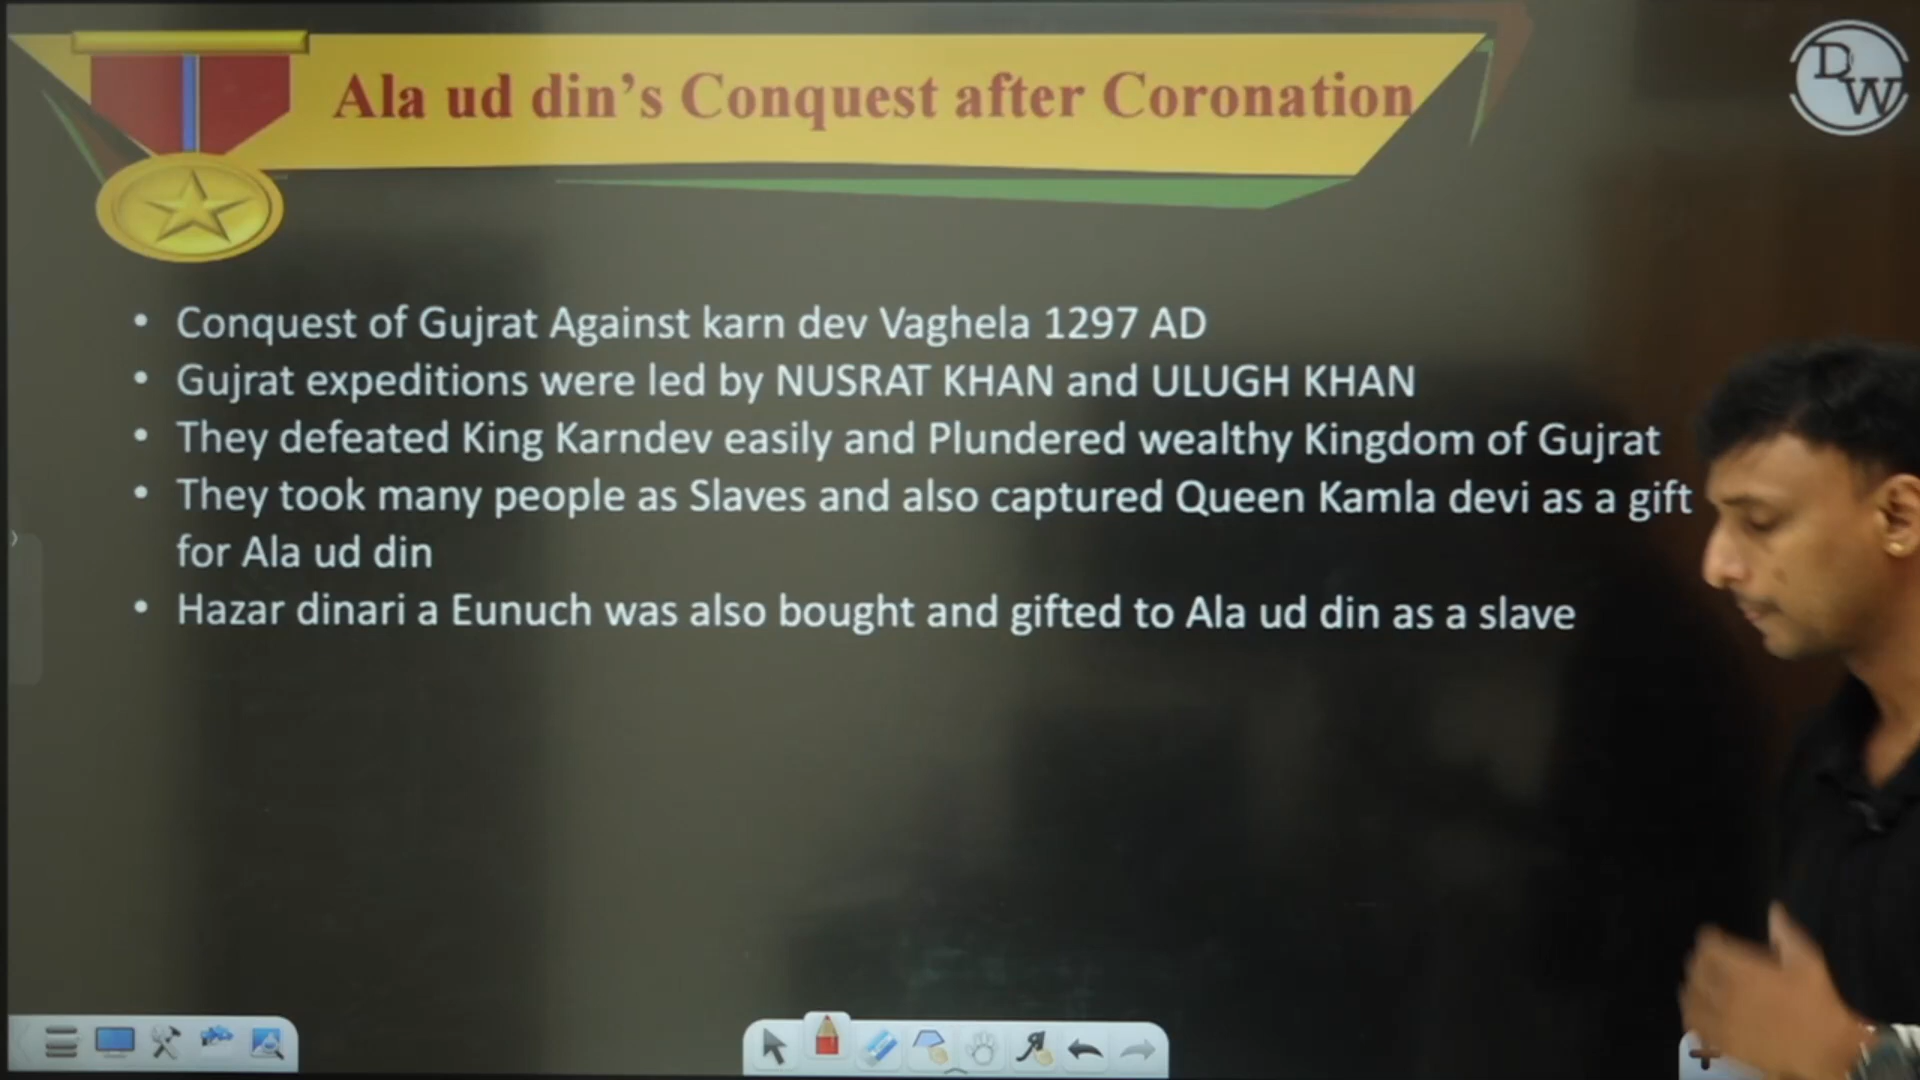 Ala ud din’s Conquest after Coronation
DW
• Conquest of Gujrat Against karn dev Vaghela 1297 AD
• Gujrat expeditions were led by NUSRAT KHAN and ULUGH KHAN
• They defeated King Karndev easily and Plundered wealthy Kingdom of Gujrat
• They took many people as Slaves and also captured Queen Kamla devi as a gift
for Ala ud din
• Hazar dinari a Eunuch was also bought and gifted to Ala ud din as a slave